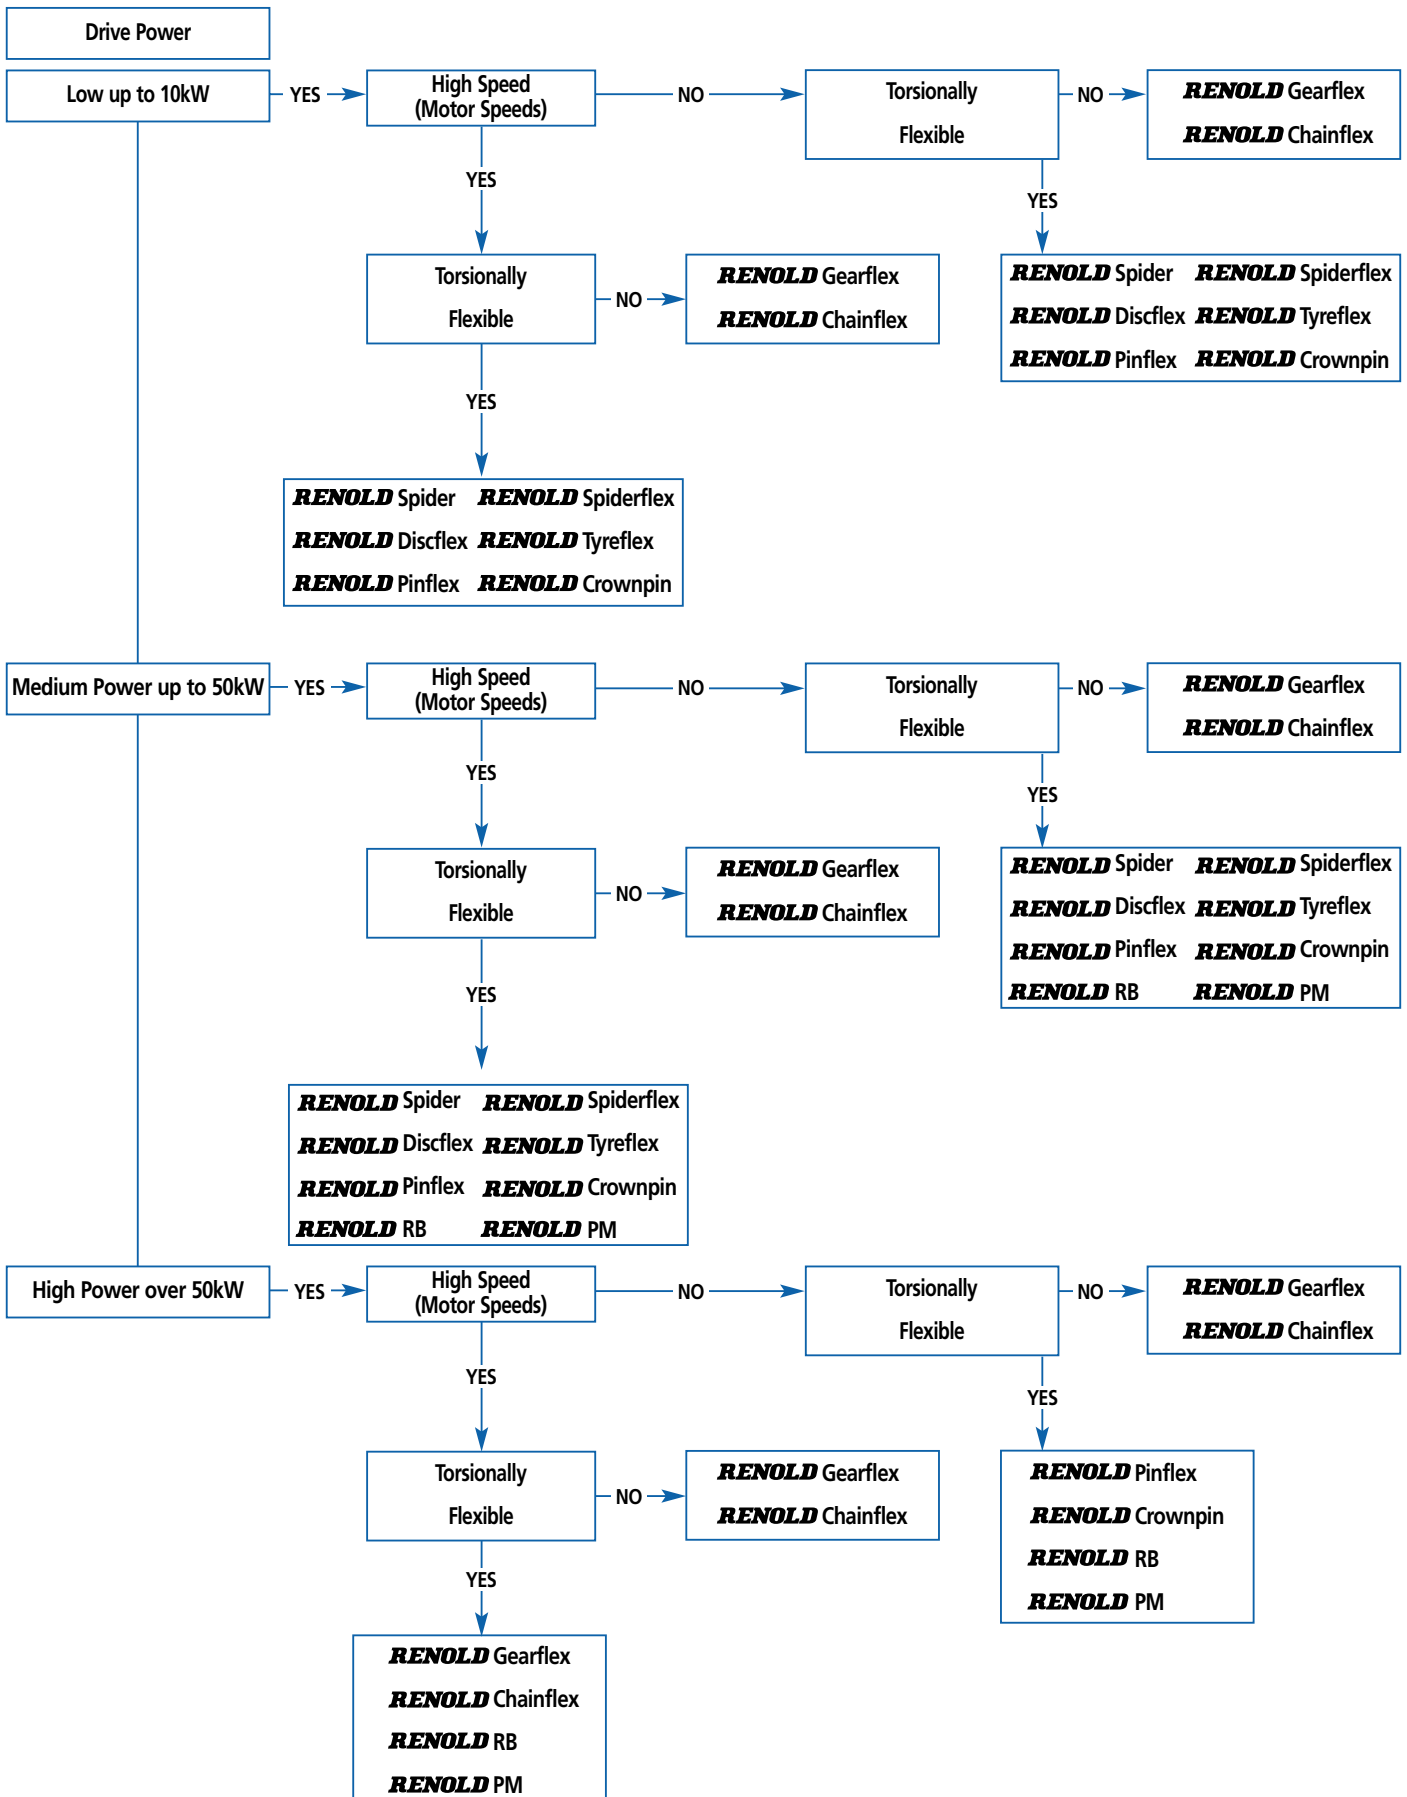 Drive Power
Low up to 10kW
YES
High Speed
(Motor Speeds)
NO
Torsionally
Flexible
NO
RENOLD Gearflex
RENOLD Chainflex
YES
YES
Torsionally
Flexible
NO
RENOLD Gearflex
RENOLD Chainflex
RENOLD Spider RENOLD Spiderflex
RENOLD Discflex RENOLD Tyreflex
RENOLD Pinflex RENOLD Crownpin
YES
RENOLD Spider RENOLD Spiderflex
RENOLD Discflex RENOLD Tyreflex
RENOLD Pinflex RENOLD Crownpin
Medium Power up to 50kW
YES
High Speed
(Motor Speeds)
NO
Torsionally
Flexible
NO
RENOLD Gearflex
RENOLD Chainflex
YES
YES
Torsionally
Flexible
NO
RENOLD Gearflex
RENOLD Chainflex
RENOLD Spider RENOLD Spiderflex
RENOLD Discflex RENOLD Tyreflex
RENOLD Pinflex RENOLD Crownpin
RENOLD RB RENOLD PM
YES
RENOLD Spider RENOLD Spiderflex
RENOLD Discflex RENOLD Tyreflex
RENOLD Pinflex RENOLD Crownpin
RENOLD RB RENOLD PM
High Power over 50kW
YES
High Speed
(Motor Speeds)
NO
Torsionally
Flexible
NO
RENOLD Gearflex
RENOLD Chainflex
YES
YES
Torsionally
Flexible
NO
RENOLD Gearflex
RENOLD Chainflex
RENOLD Pinflex
RENOLD Crownpin
RENOLD RB
RENOLD PM
YES
RENOLD Gearflex
RENOLD Chainflex
RENOLD RB
RENOLD PM